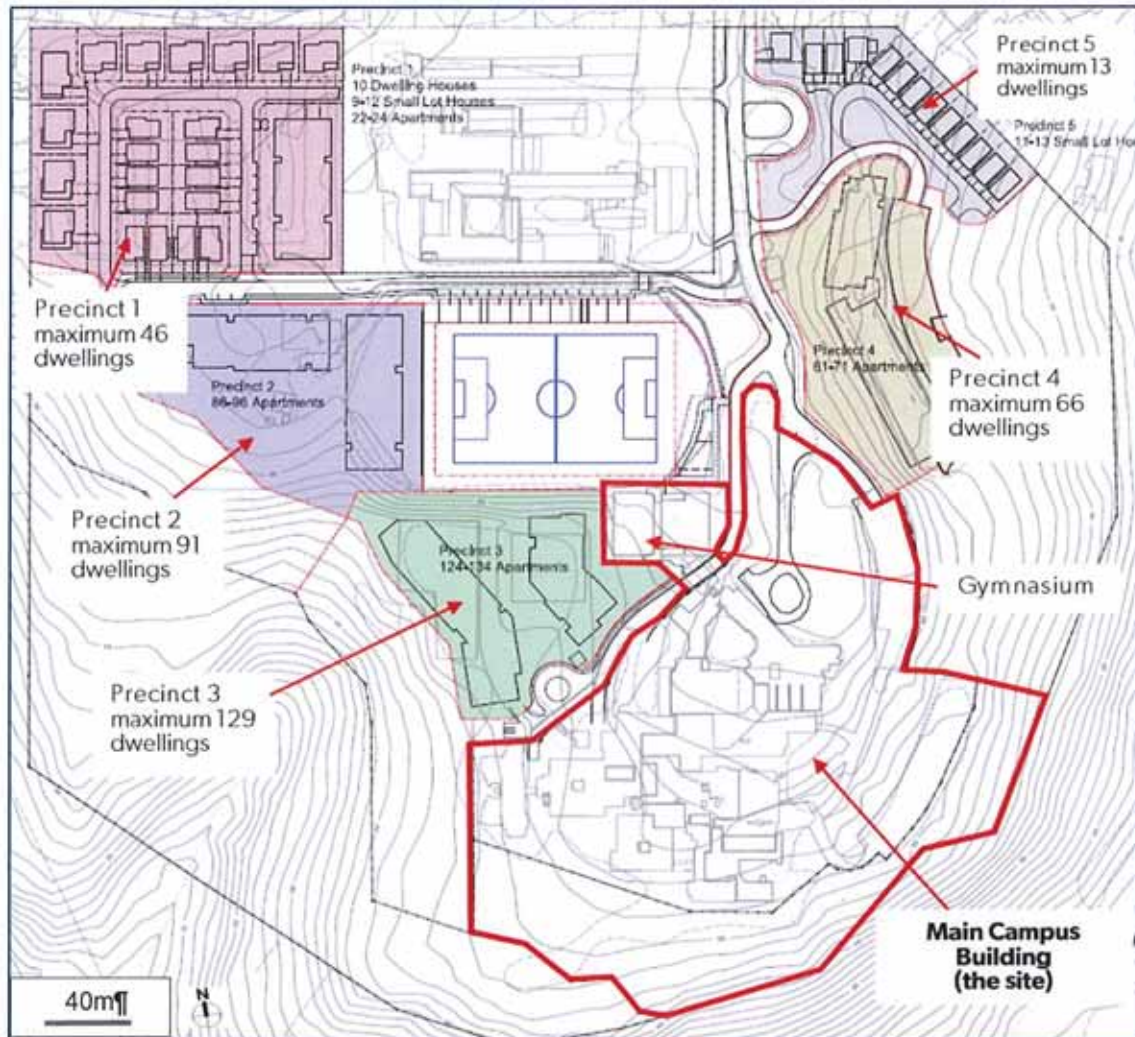 Precinct 1
10 Dwelling Houses
9-12 Small Lot Houses
22-24 Apartments
Precinct 5
maximum 13
dwellings
Precinct 5
11-13 Small Lot Hou
Precinct 1
maximum 46
dwellings
Precinct 2
86-96 Apartments
Precinct 4
61-71 Apartments
Precinct 4
maximum 66
dwellings
Precinct 2
maximum 91
dwellings
Precinct 3
124-134 Apartments
Gymnasium
Precinct 3
maximum 129
dwellings
Main Campus
Building
(the site)
40m¶
N